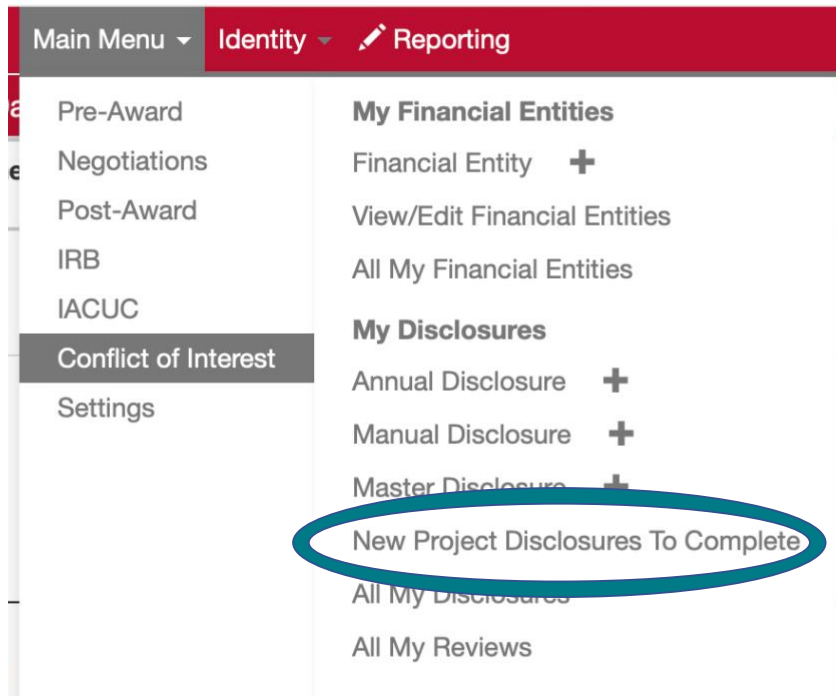 Main Menu Identity Reporting
Pre-Award
Negotiations
Post-Award
IRB
IACUC
Conflict of Interest
Settings
My Financial Entities
Financial Entity
View/Edit Financial Entities
All My Financial Entities
My Disclosures
Annual Disclosure
Manual Disclosure
Master Disclosure
New Project Disclosures To Complete
All My Disclosures
All My Reviews